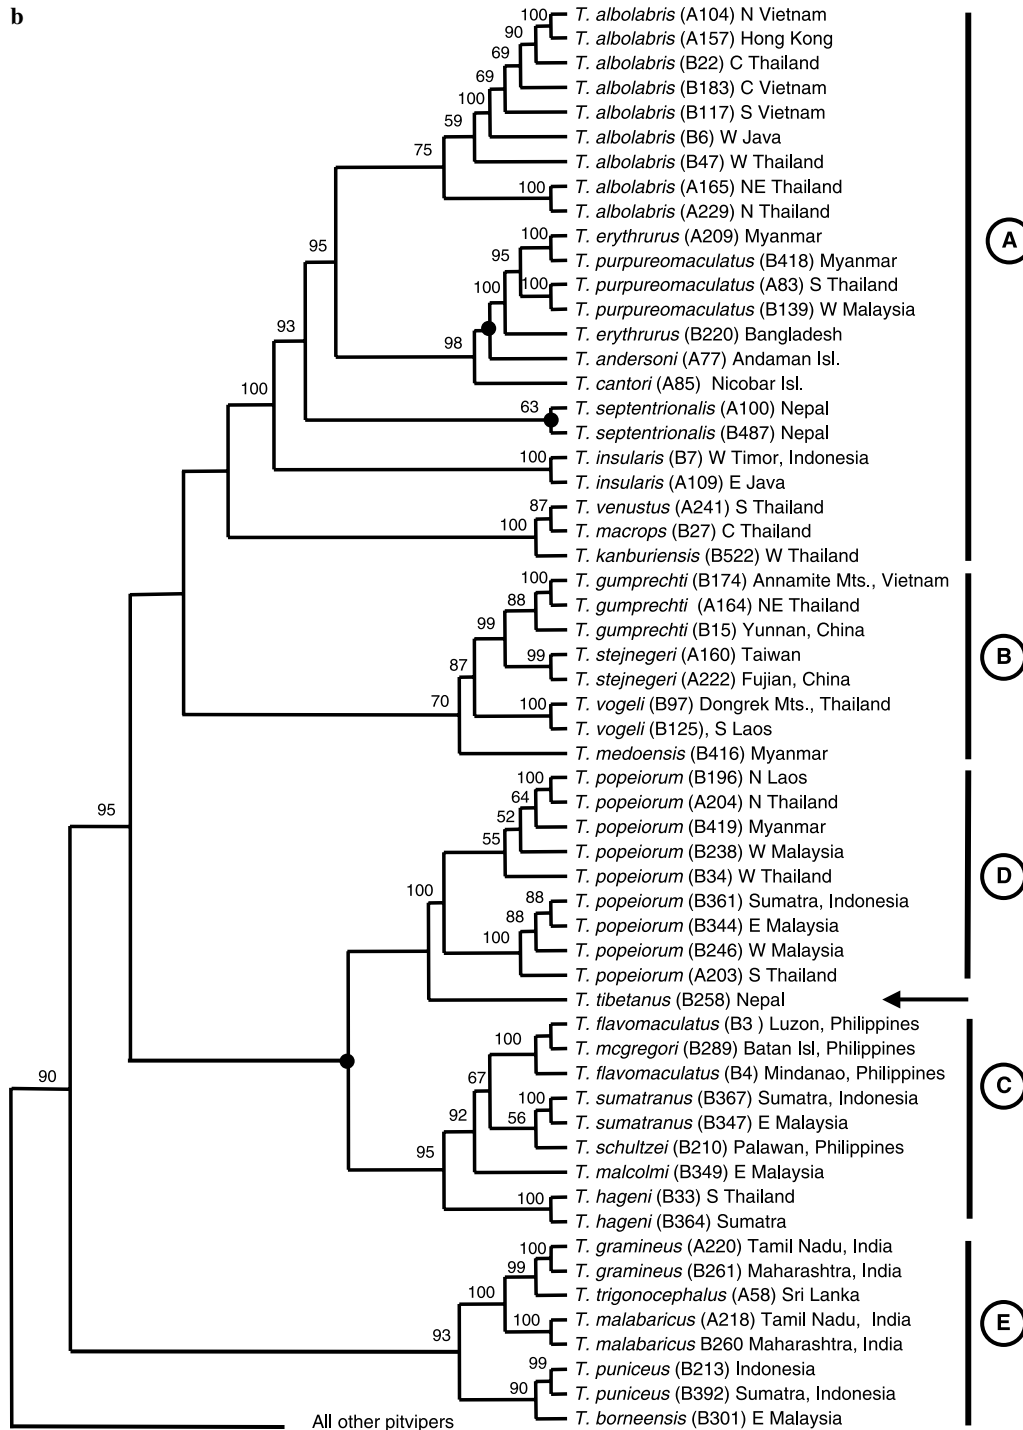 b
100 T. albolabris (A104) N Vietnam
90 T. albolabris (A157) Hong Kong
69 T. albolabris (B22) C Thailand
69 T. albolabris (B183) C Vietnam
100 T. albolabris (B117) S Vietnam
59 T. albolabris (B6) W Java
75 T. albolabris (B47) W Thailand
100 T. albolabris (A165) NE Thailand
T. albolabris (A229) N Thailand
A
95 100 T. erythrurus (A209) Myanmar
95 T. purpureomaculatus (B418) Myanmar
100 100 T. purpureomaculatus (A83) S Thailand
T. purpureomaculatus (B139) W Malaysia
93 T. erythrurus (B220) Bangladesh
98 T. andersoni (A77) Andaman Isl.
T. cantori (A85) Nicobar Isl.
100 63 T. septentrionalis (A100) Nepal
T. septentrionalis (B487) Nepal
100 T. insularis (B7) W Timor, Indonesia
T. insularis (A109) E Java
87 T. venustus (A241) S Thailand
100 T. macrops (B27) C Thailand
T. kanburiensis (B522) W Thailand
100 T. gumprechti (B174) Annamite Mts., Vietnam
88 T. gumprechti (A164) NE Thailand
99 T. gumprechti (B15) Yunnan, China
99 T. stejnegeri (A160) Taiwan
B
87 T. stejnegeri (A222) Fujian, China
70 100 T. vogeli (B97) Dongrek Mts., Thailand
T. vogeli (B125), S Laos
T. medoensis (B416) Myanmar
100 T. popeiorum (B196) N Laos
95 64 T. popeiorum (A204) N Thailand
52 T. popeiorum (B419) Myanmar
55 T. popeiorum (B238) W Malaysia
T. popeiorum (B34) W Thailand
D
100 88 T. popeiorum (B361) Sumatra, Indonesia
88 T. popeiorum (B344) E Malaysia
100 T. popeiorum (B246) W Malaysia
T. popeiorum (A203) S Thailand
T. tibetanus (B258) Nepal
T. flavomaculatus (B3 ) Luzon, Philippines
100 T. mcgregori (B289) Batan Isl, Philippines
90 67 T. flavomaculatus (B4) Mindanao, Philippines
C
100 T. sumatranus (B367) Sumatra, Indonesia
92 56 T. sumatranus (B347) E Malaysia
95 T. schultzei (B210) Palawan, Philippines
T. malcolmi (B349) E Malaysia
100 T. hageni (B33) S Thailand
T. hageni (B364) Sumatra
100 T. gramineus (A220) Tamil Nadu, India
99 T. gramineus (B261) Maharashtra, India
100 T. trigonocephalus (A58) Sri Lanka
100 T. malabaricus (A218) Tamil Nadu, India
E
93 T. malabaricus B260 Maharashtra, India
99 T. puniceus (B213) Indonesia
90 T. puniceus (B392) Sumatra, Indonesia
T. borneensis (B301) E Malaysia
All other pitvipers